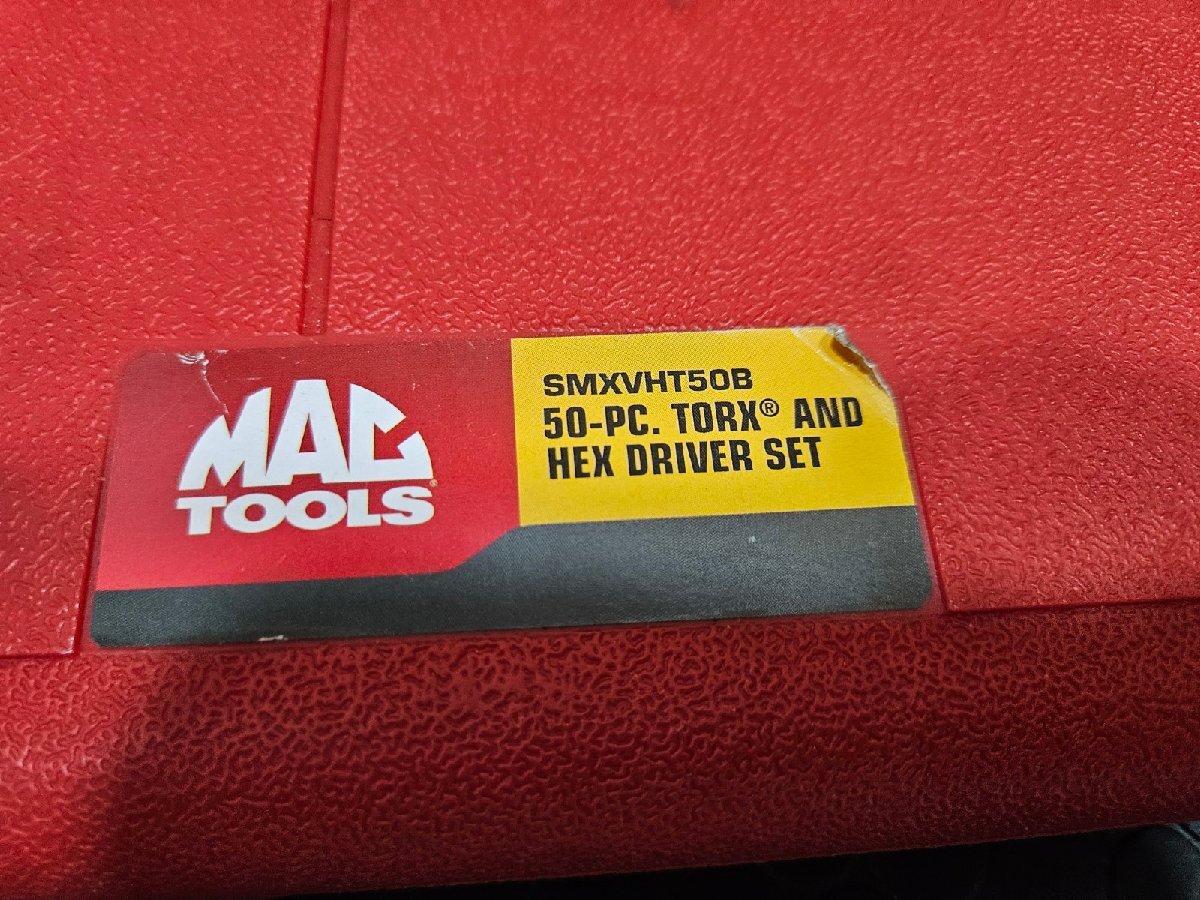 MAC
TOOLS
SMXVHT50B
50-PC. TORX® AND
HEX DRIVER SET